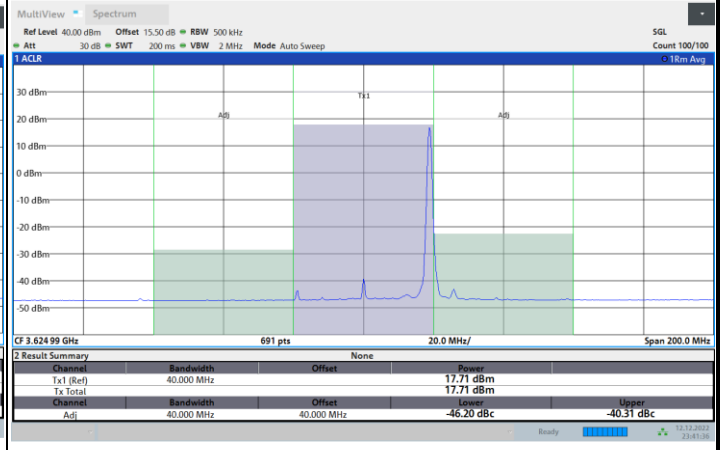 MultiView Spectrum
Ref Level 40.00 dBm Offset 15.50 dB RBW 500 kHz SGL
Att 30 dB SWT 200 ms VBW 2 MHz Mode Auto Sweep Count 100/100
1 ACLR 1Rm Avg
30 dBm
Tx1
20 dBm
Adj Adj
10 dBm
0 dBm
-10 dBm
-20 dBm
-30 dBm
-40 dBm
-50 dBm
CF 3.624 99 GHz 691 pts 20.0 MHz/ Span 200.0 MHz
2 Result Summary None
Channel Bandwidth Offset Power
Tx1 (Ref) 40.000 MHz 17.71 dBm
Tx Total 17.71 dBm
Channel Bandwidth Offset Lower Upper
Adj 40.000 MHz 40.000 MHz -46.20 dBc -40.31 dBc
Ready 12.12.2022
23:41:36